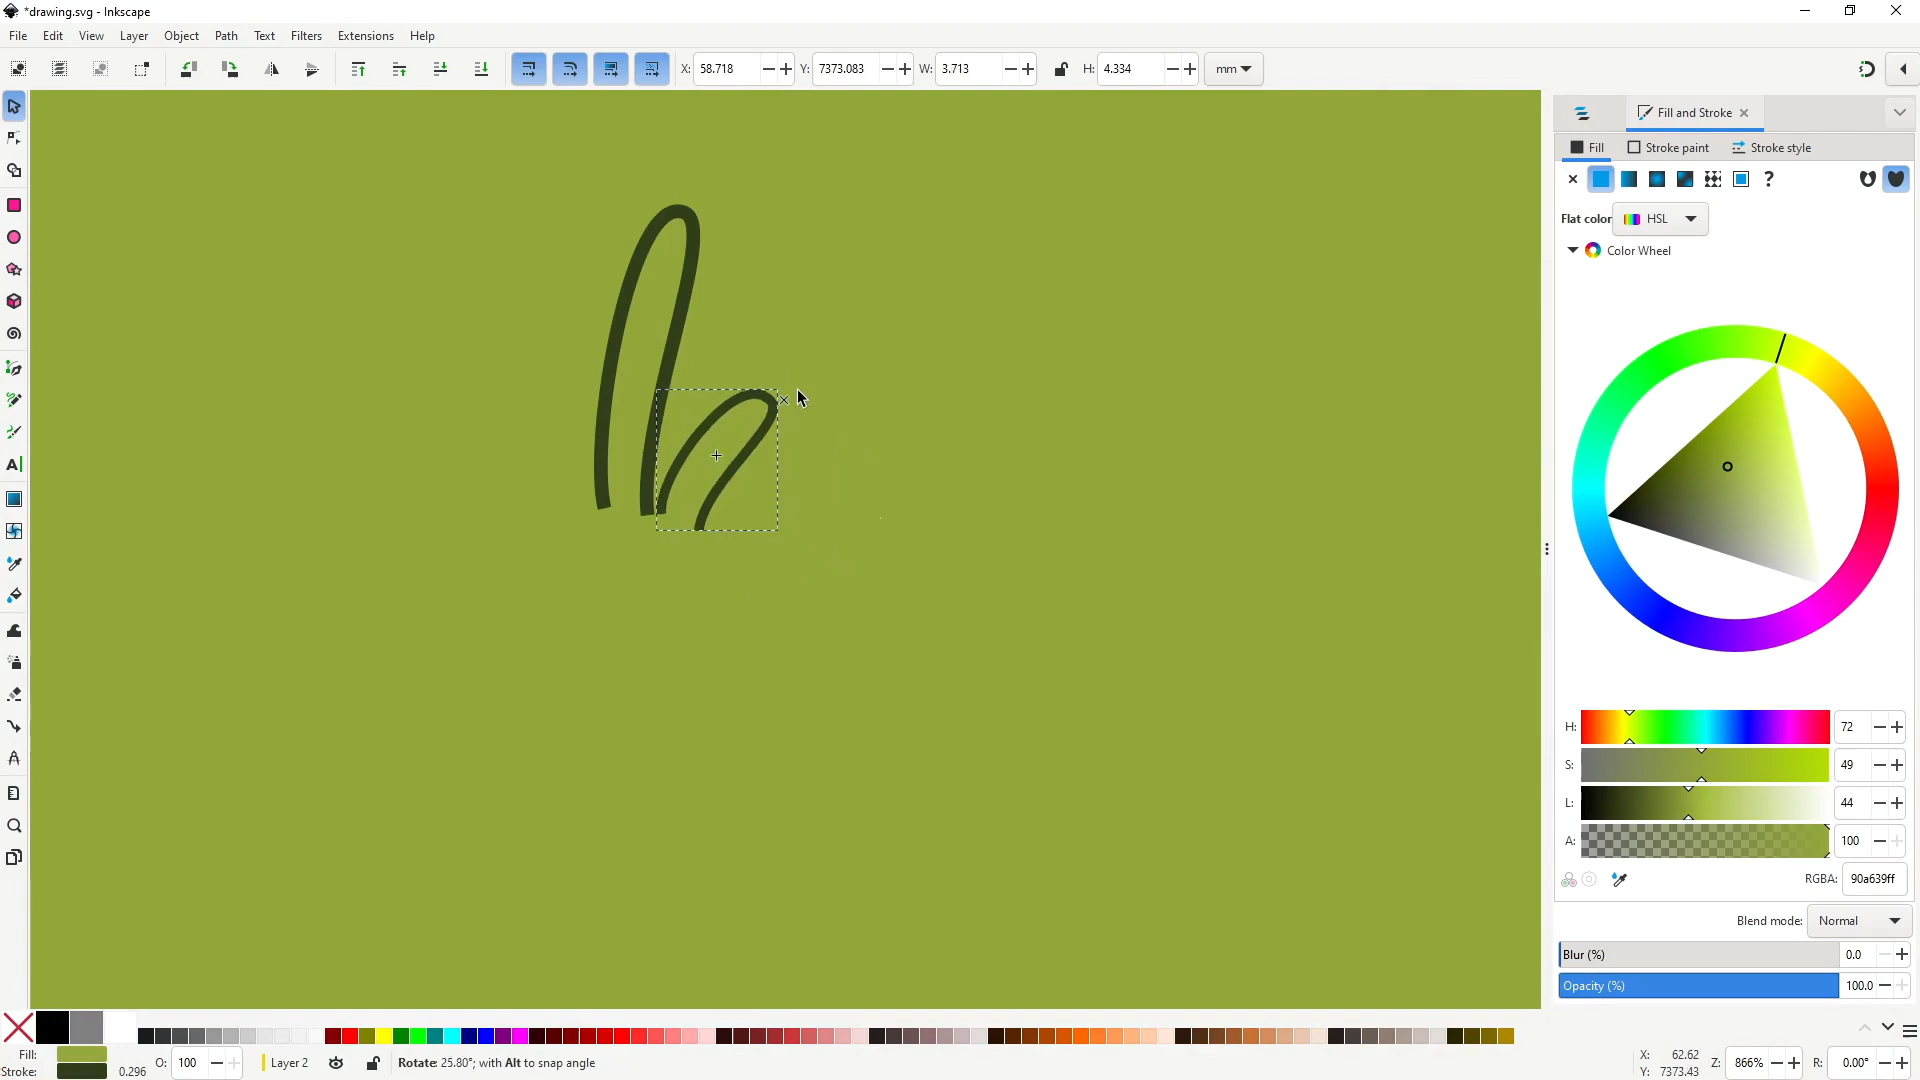 *drawing.svg - Inkscape
File Edit View Layer Object Path Text Filters Extensions Help
X: 58.718 Y: 7373.083 W: 3.713 H: 4.334 mm
Fill and Stroke
Fill Stroke paint Stroke style
?
Flat color HSL
Color Wheel
H: 72
S: 49
L: 44
A: 100
RGBA: 90a639ff
Blend mode: Normal
Blur (%) 0.0
Opacity (%) 100.0
Fill:
Stroke: 0.296
O: 100 Layer 2 Rotate: 25.80°; with Alt to snap angle
X: 62.62
Y: 7373.43
Z: 866% R: 0.00°